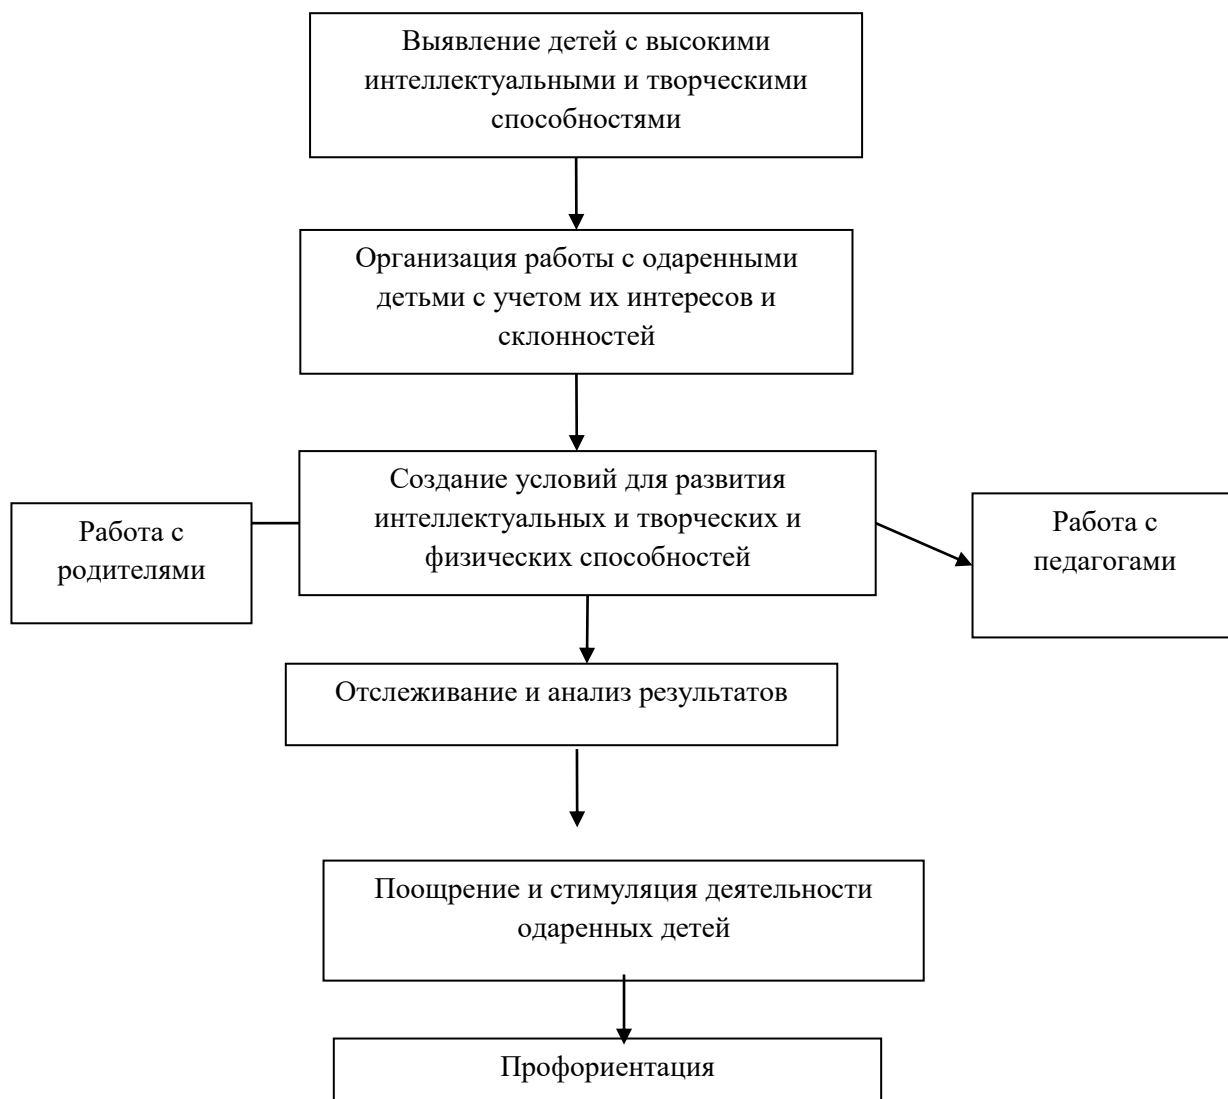 Выявление детей с высокими
интеллектуальными и творческими
способностями
Организация работы с одаренными
детьми с учетом их интересов и
склонностей
Создание условий для развития
интеллектуальных и творческих и
физических способностей
Работа с
родителями
Работа с
педагогами
Отслеживание и анализ результатов
Поощрение и стимуляция деятельности
одаренных детей
Профориентация